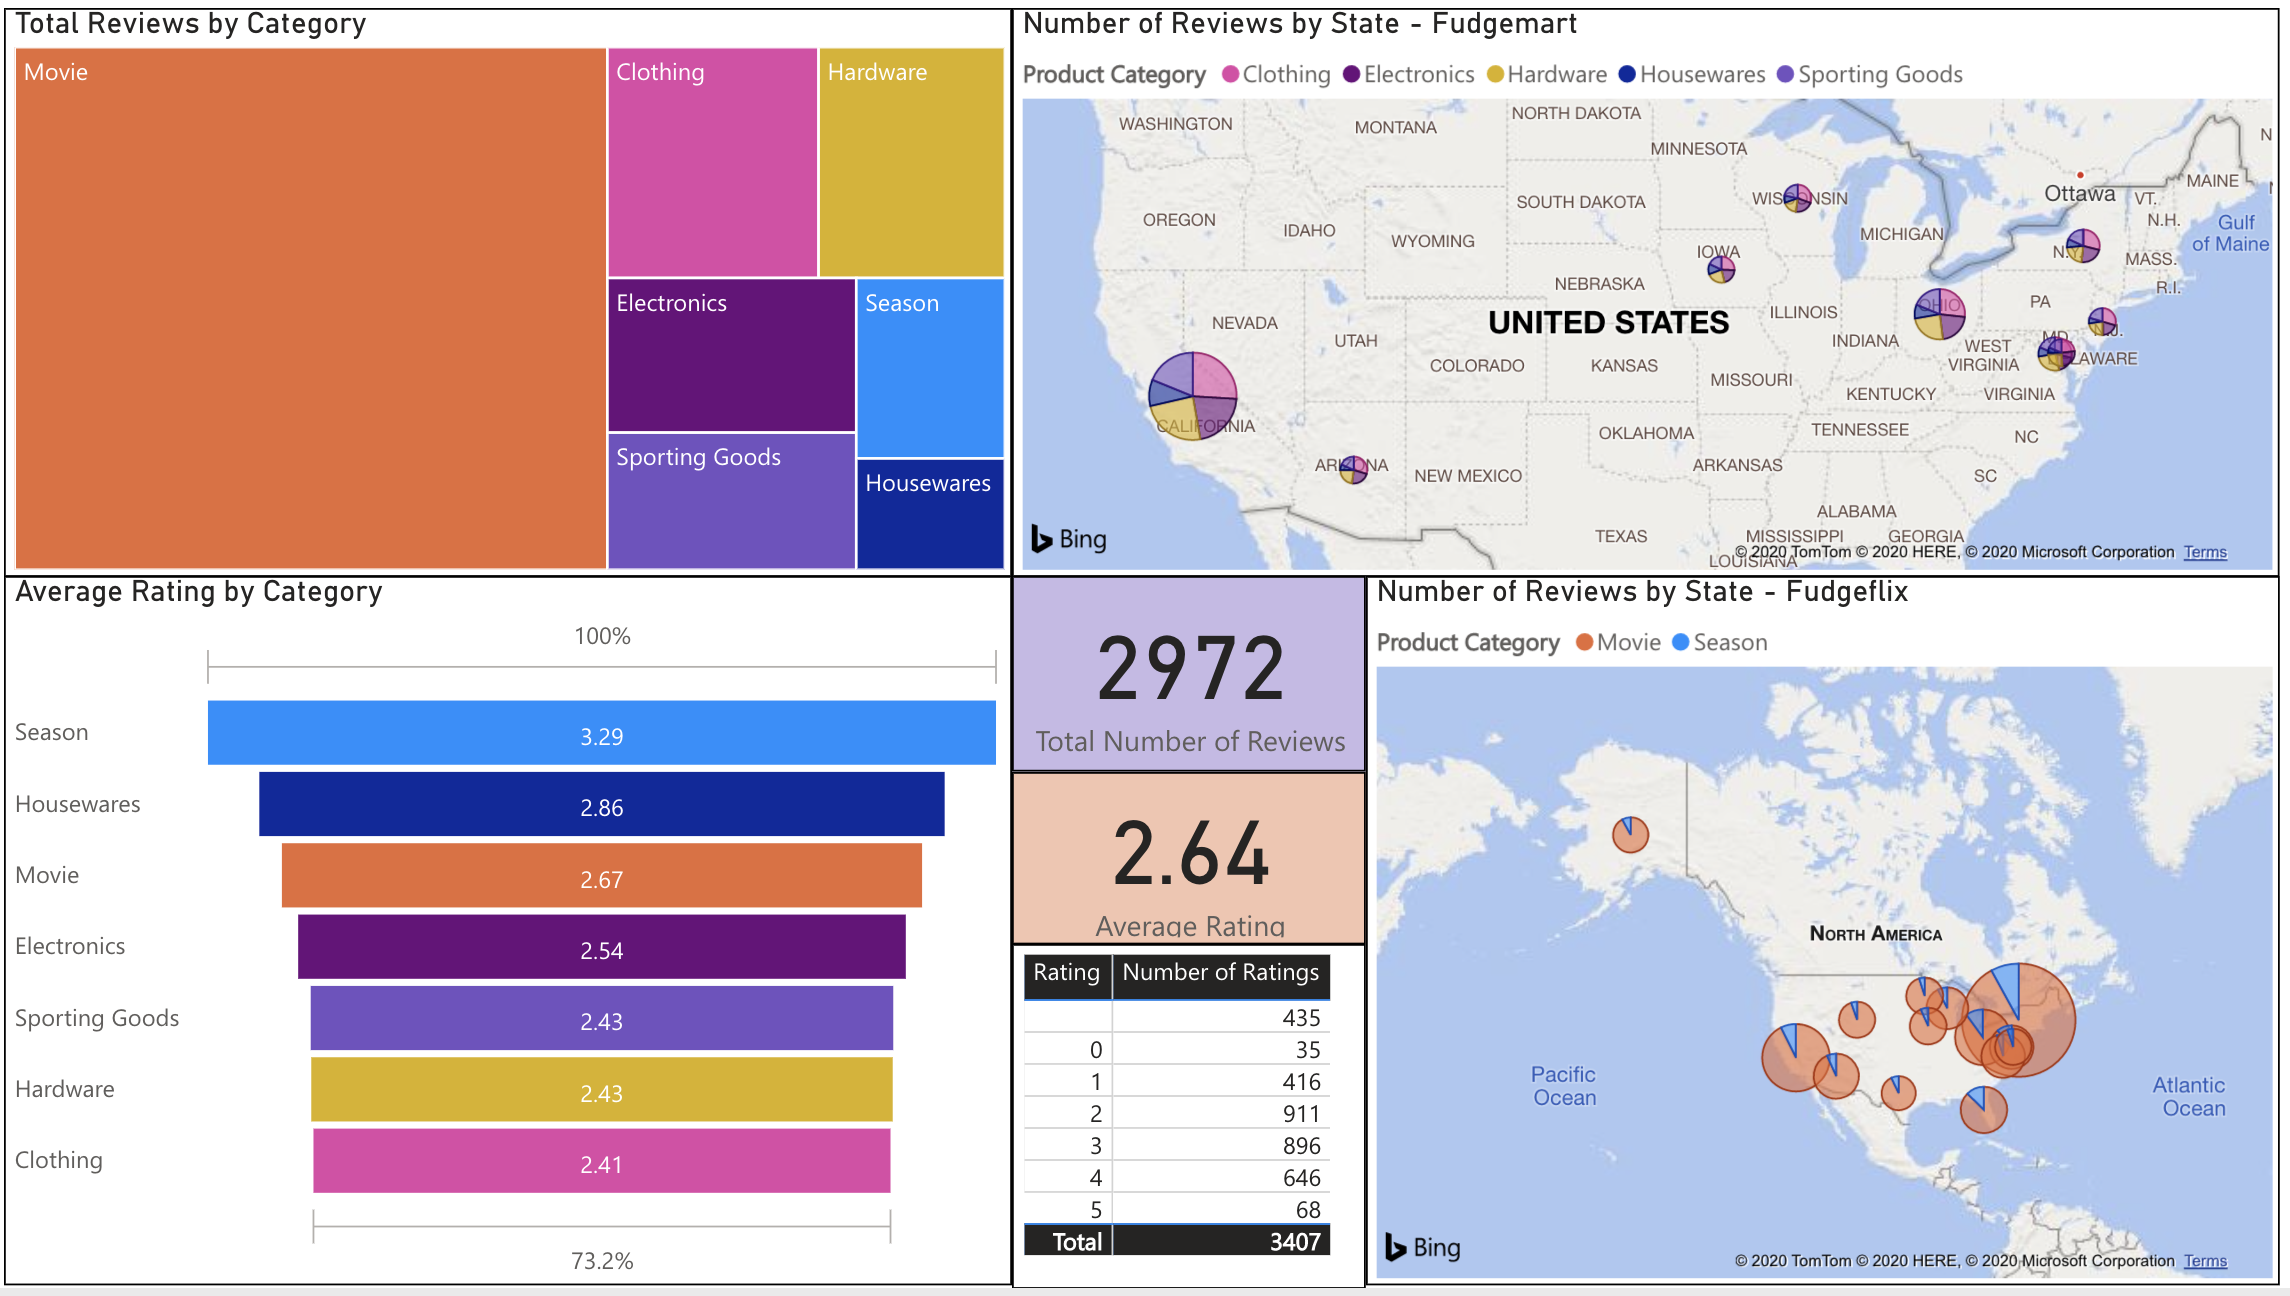 Total Reviews by Category
Movie
Clothing
Hardware
Electronics
Season
Sporting Goods
Housewares
Number of Reviews by State - Fudgemart
Product Category Clothing Electronics Hardware Housewares Sporting Goods
WASHINGTON
MONTANA
NORTH DAKOTA
MINNESOTA
OREGON
IDAHO
WYOMING
SOUTH DAKOTA
WISCONSIN
MICHIGAN
Ottawa
VT.
MAINE
N.H.
Gulf
of Maine
MASS.
R.I.
N.Y.
IOWA
NEBRASKA
NEVADA
UTAH
UNITED STATES
ILLINOIS
INDIANA
OHIO
PA
N.J.
MD.
COLORADO
KANSAS
MISSOURI
WEST
VIRGINIA
DELAWARE
KENTUCKY
VIRGINIA
CALIFORNIA
ARIZONA
NEW MEXICO
OKLAHOMA
ARKANSAS
TENNESSEE
NC
SC
ALABAMA
TEXAS
MISSISSIPPI
GEORGIA
LOUISIANA
Bing
© 2020 TomTom © 2020 HERE, © 2020 Microsoft Corporation Terms
Average Rating by Category
100%
Season 3.29
Housewares 2.86
Movie 2.67
Electronics 2.54
Sporting Goods 2.43
Hardware 2.43
Clothing 2.41
73.2%
2972
Total Number of Reviews
2.64
Average Rating
Rating Number of Ratings
435
0 35
1 416
2 911
3 896
4 646
5 68
Total 3407
Number of Reviews by State - Fudgeflix
Product Category Movie Season
NORTH AMERICA
Pacific
Ocean
Atlantic
Ocean
Bing
© 2020 TomTom © 2020 HERE, © 2020 Microsoft Corporation Terms